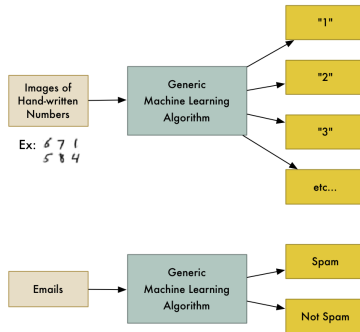 Images of
Hand-written
Numbers
Ex: 6 7 1
5 8 4
Generic
Machine Learning
Algorithm
"1"
"2"
"3"
etc...
Emails
Generic
Machine Learning
Algorithm
Spam
Not Spam